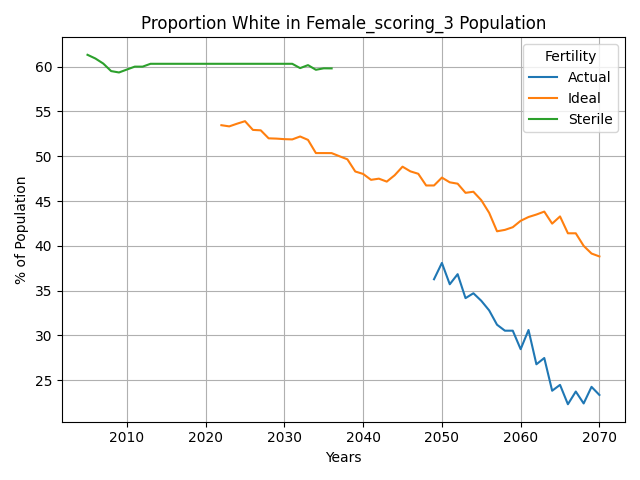 Proportion White in Female_scoring_3 Population
Fertility
Actual
Ideal
Sterile
% of Population
60
55
50
45
40
35
30
25
2010
2020
2030
2040
2050
2060
2070
Years